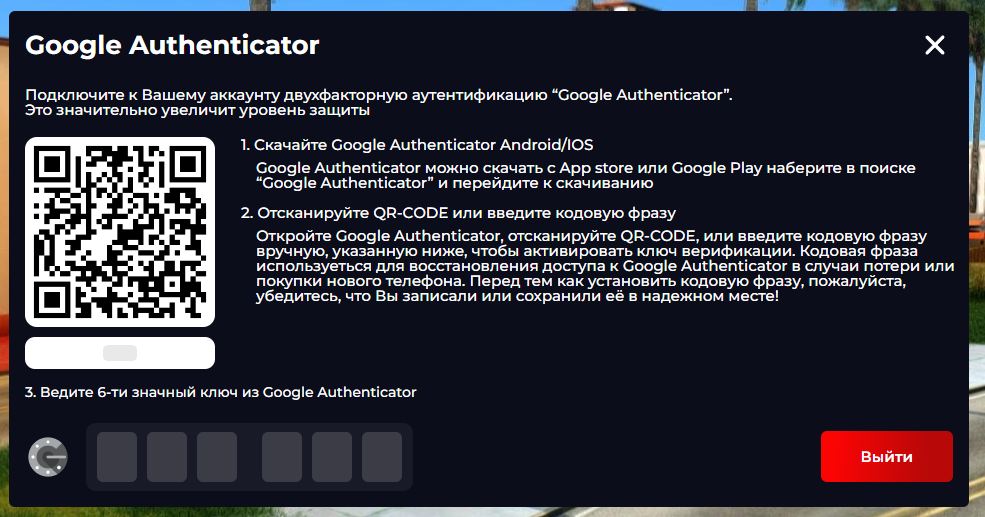 Google Authenticator
Подключите к Вашему аккаунту двухфакторную аутентификацию “Google Authenticator”.
Это значительно увеличит уровень защиты
1. Скачайте Google Authenticator Android/IOS
Google Authenticator можно скачать с App store или Google Play наберите в поиске
“Google Authenticator” и перейдите к скачиванию
2. Отсканируйте QR-CODE или введите кодовую фразу
Откройте Google Authenticator, отсканируйте QR-CODE, или введите кодовую фразу
вручную, указанную ниже, чтобы активировать ключ верификации. Кодовая фраза
используеться для восстановления доступа к Google Authenticator в случаи потери или
покупки нового телефона. Перед тем как установить кодовую фразу, пожалуйста,
убедитесь, что Вы записали или сохранили её в надежном месте!
3. Ведите 6-ти значный ключ из Google Authenticator
Выйти